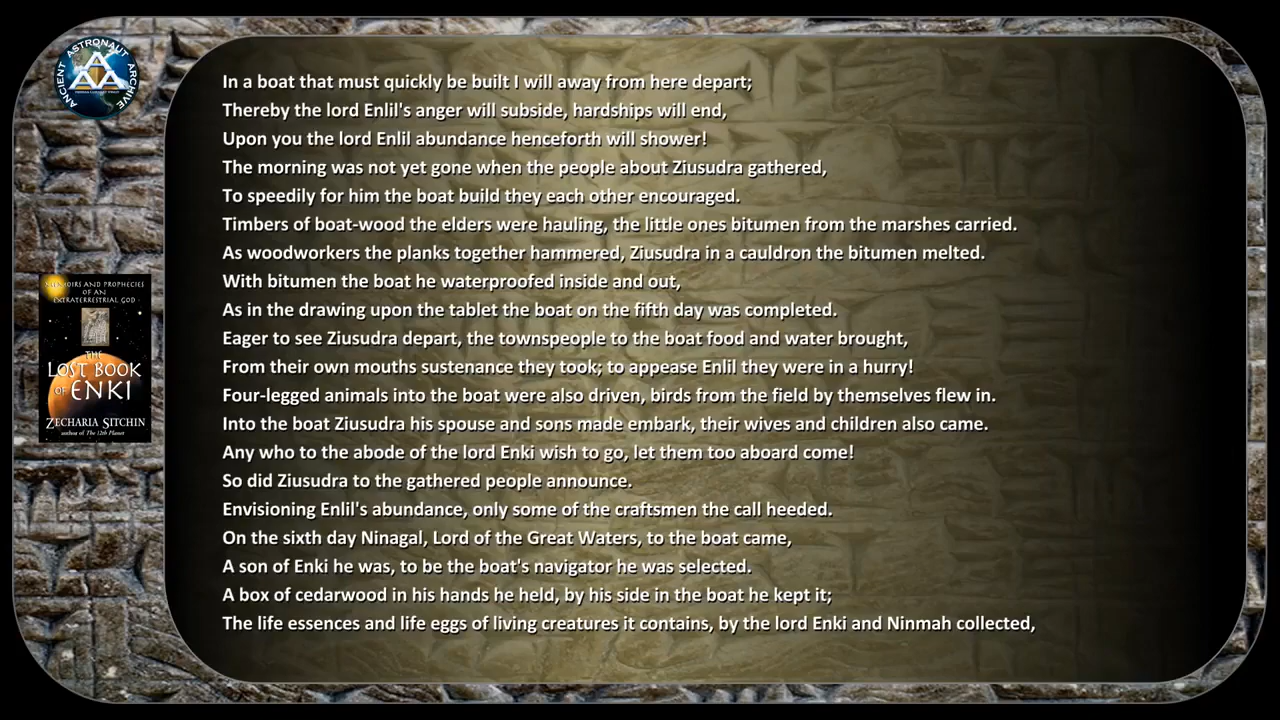 ANCIENT ASTRONAUT ARCHIVE
In a boat that must quickly be built I will away from here depart;
Thereby the lord Enlil's anger will subside, hardships will end,
Upon you the lord Enlil abundance henceforth will shower!
The morning was not yet gone when the people about Ziusudra gathered,
To speedily for him the boat build they each other encouraged.
Timbers of boat-wood the elders were hauling, the little ones bitumen from the marshes carried.
As woodworkers the planks together hammered, Ziusudra in a cauldron the bitumen melted.
With bitumen the boat he waterproofed inside and out,
As in the drawing upon the tablet the boat on the fifth day was completed.
Eager to see Ziusudra depart, the townspeople to the boat food and water brought,
From their own mouths sustenance they took; to appease Enlil they were in a hurry!
Four-legged animals into the boat were also driven, birds from the field by themselves flew in.
Into the boat Ziusudra his spouse and sons made embark, their wives and children also came.
Any who to the abode of the lord Enki wish to go, let them too aboard come!
So did Ziusudra to the gathered people announce.
Envisioning Enlil's abundance, only some of the craftsmen the call heeded.
On the sixth day Ninagal, Lord of the Great Waters, to the boat came,
A son of Enki he was, to be the boat's navigator he was selected.
A box of cedarwood in his hands he held, by his side in the boat he kept it;
The life essences and life eggs of living creatures it contains, by the lord Enki and Ninmah collected,
MEMOIRS AND PROPHECIES
OF AN
EXTRATERRESTRIAL GOD
THE
LOST BOOK
OF ENKI
ZECHARIA SITCHIN
author of The 12th Planet